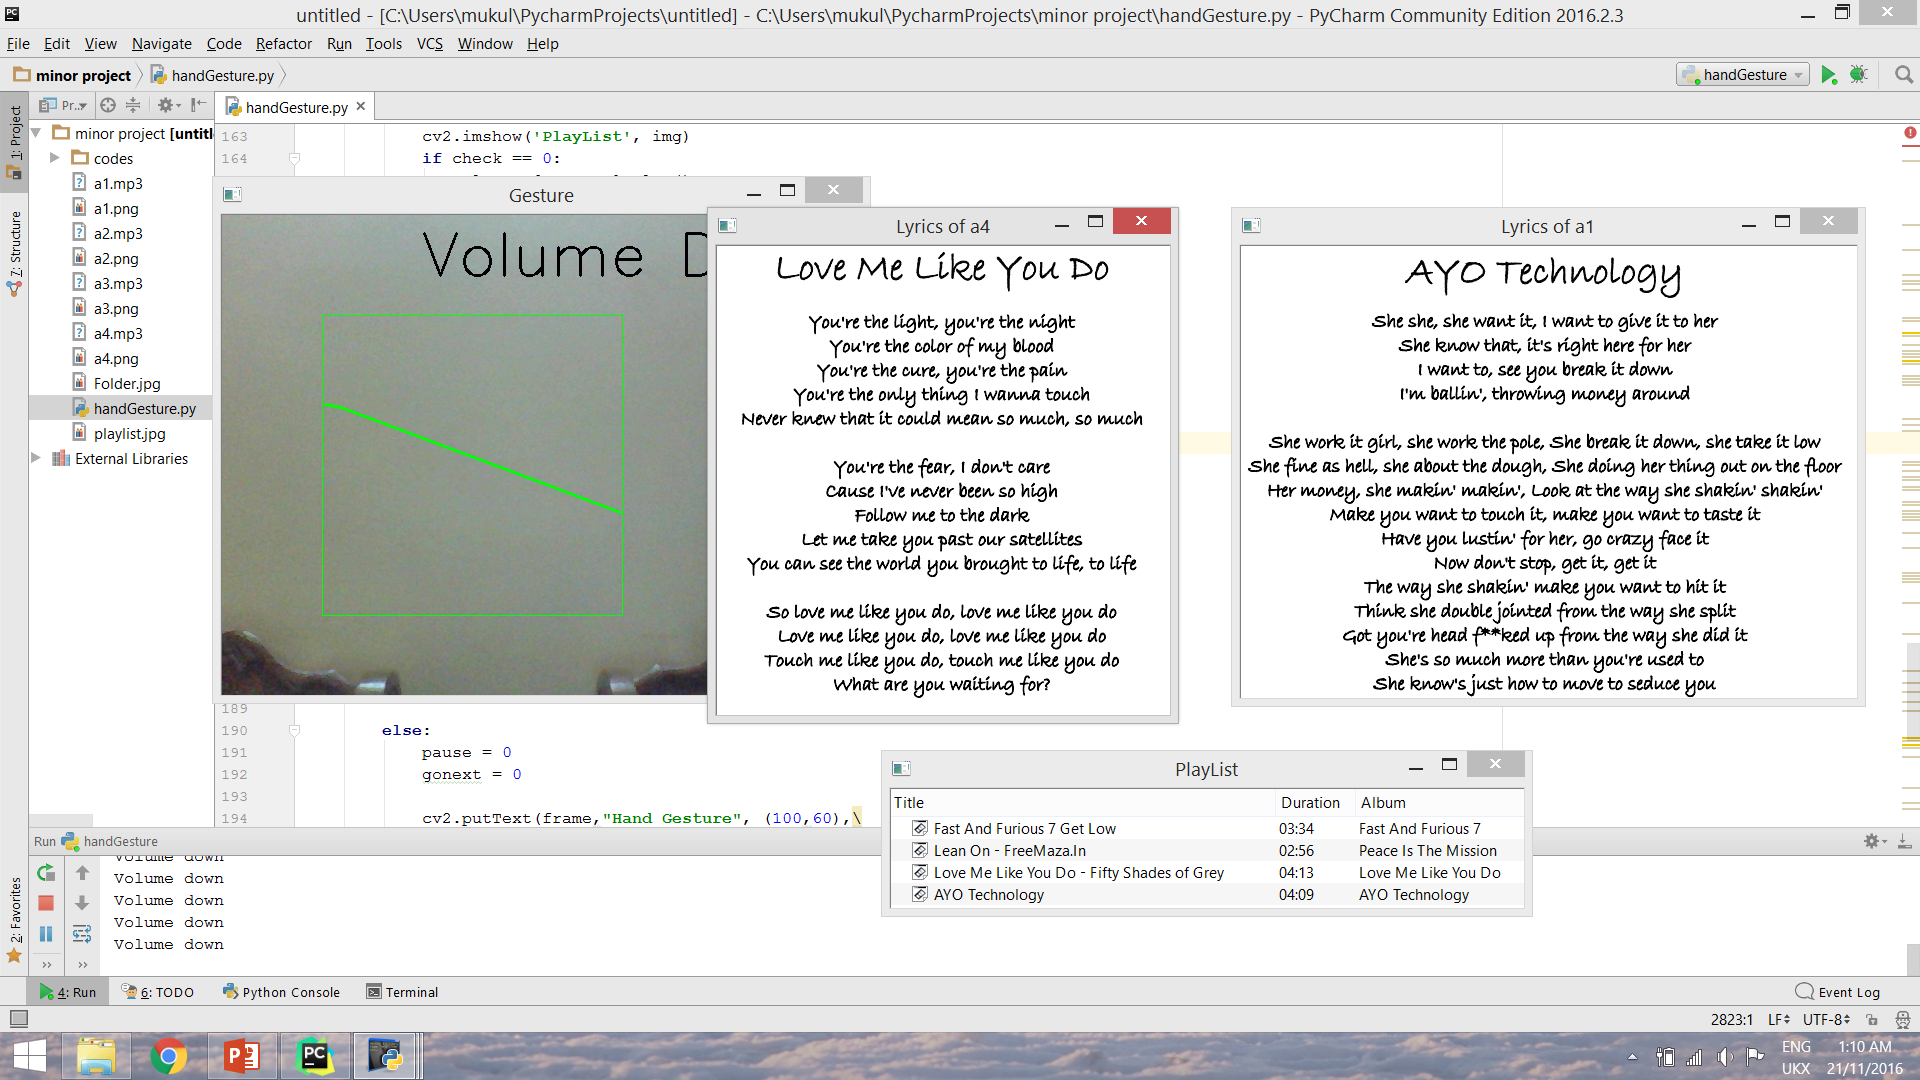 untitled - [C:\Users\mukul\PycharmProjects\untitled] - C:\Users\mukul\PycharmProjects\minor project\handGesture.py - PyCharm Community Edition 2016.2.3
File Edit View Navigate Code Refactor Run Tools VCS Window Help
minor project handGesture.py
handGesture
1: Project
7: Structure
2: Favorites
Pr..
handGesture.py
minor project [untitl
codes
a1.mp3
a1.png
a2.mp3
a2.png
a3.mp3
a3.png
a4.mp3
a4.png
Folder.jpg
handGesture.py
playlist.jpg
External Libraries
163 cv2.imshow('PlayList', img)
164 if check == 0:
Gesture
Volume D
Lyrics of a4
Love Me Like You Do
You're the light, you're the night
You're the color of my blood
You're the cure, you're the pain
You're the only thing I wanna touch
Never knew that it could mean so much, so much
You're the fear, I don't care
Cause I've never been so high
Follow me to the dark
Let me take you past our satellites
You can see the world you brought to life, to life
So love me like you do, love me like you do
Love me like you do, love me like you do
Touch me like you do, touch me like you do
What are you waiting for?
Lyrics of a1
AYO Technology
She she, she want it, I want to give it to her
She know that, it's right here for her
I want to, see you break it down
I'm ballin', throwing money around
She work it girl, she work the pole, She break it down, she take it low
She fine as hell, she about the dough, She doing her thing out on the floor
Her money, she makin' makin', Look at the way she shakin' shakin'
Make you want to touch it, make you want to taste it
Have you lustin' for her, go crazy face it
Now don't stop, get it, get it
The way she shakin' make you want to hit it
Think she double jointed from the way she split
Got you're head f**ked up from the way she did it
She's so much more than you're used to
She know's just how to move to seduce you
189
190 else:
191 pause = 0
192 gonext = 0
193
194 cv2.putText(frame,"Hand Gesture", (100,60),\
PlayList
Title Duration Album
Fast And Furious 7 Get Low 03:34 Fast And Furious 7
Lean On - FreeMaza.In 02:56 Peace Is The Mission
Love Me Like You Do - Fifty Shades of Grey 04:13 Love Me Like You Do
AYO Technology 04:09 AYO Technology
Run handGesture
Volume down
Volume down
Volume down
Volume down
Volume down
4: Run 6: TODO Python Console Terminal Event Log
2823:1 LF UTF-8
ENG 1:10 AM
UKX 21/11/2016